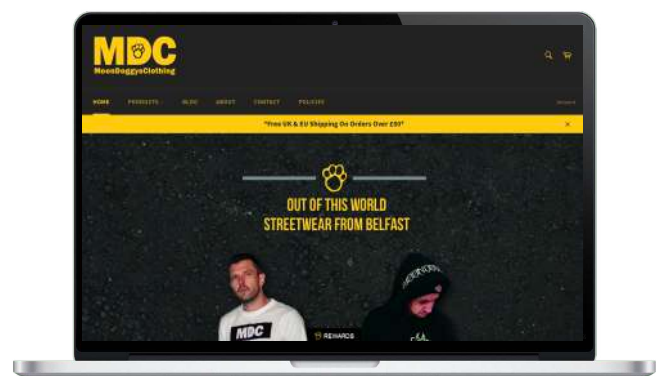 MDC
MoonDoggysClothing
HOME PRODUCTS BLOG ABOUT CONTACT POLICIES
*Free UK & EU Shipping On Orders Over £60*
OUT OF THIS WORLD
STREETWEAR FROM BELFAST
MDC
REWARDS